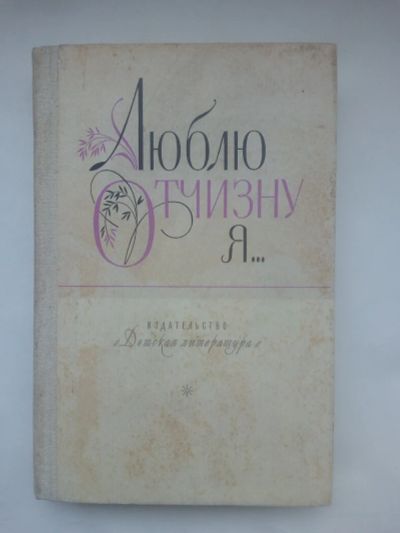 Люблю
Отчизну
я...
ИЗДАТЕЛЬСТВО
«Детская литература»